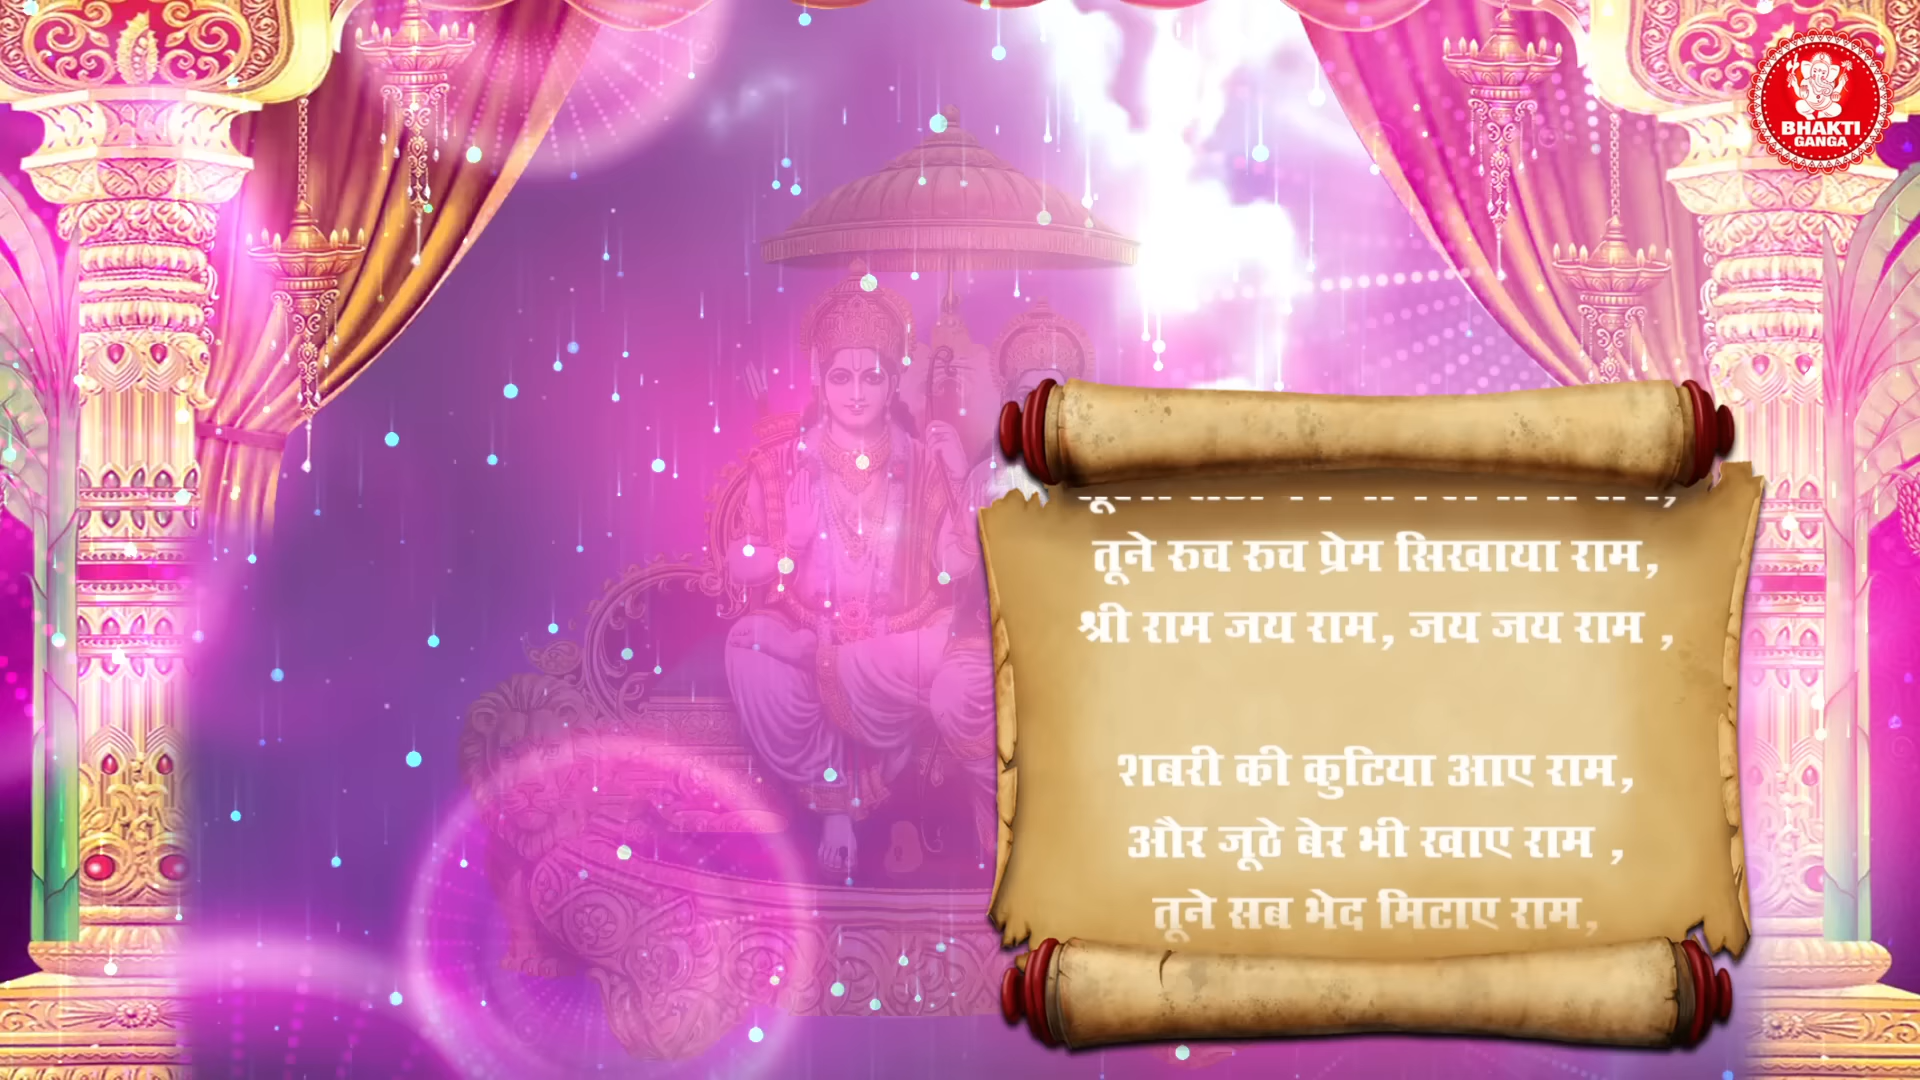 BHAKTI
GANGA
तूने रुच रुच प्रेम सिखाया राम,
श्री राम जय राम, जय जय राम ,
शबरी की कुटिया आए राम,
और जूठे बेर भी खाए राम ,
तूने सब भेद मिटाए राम,